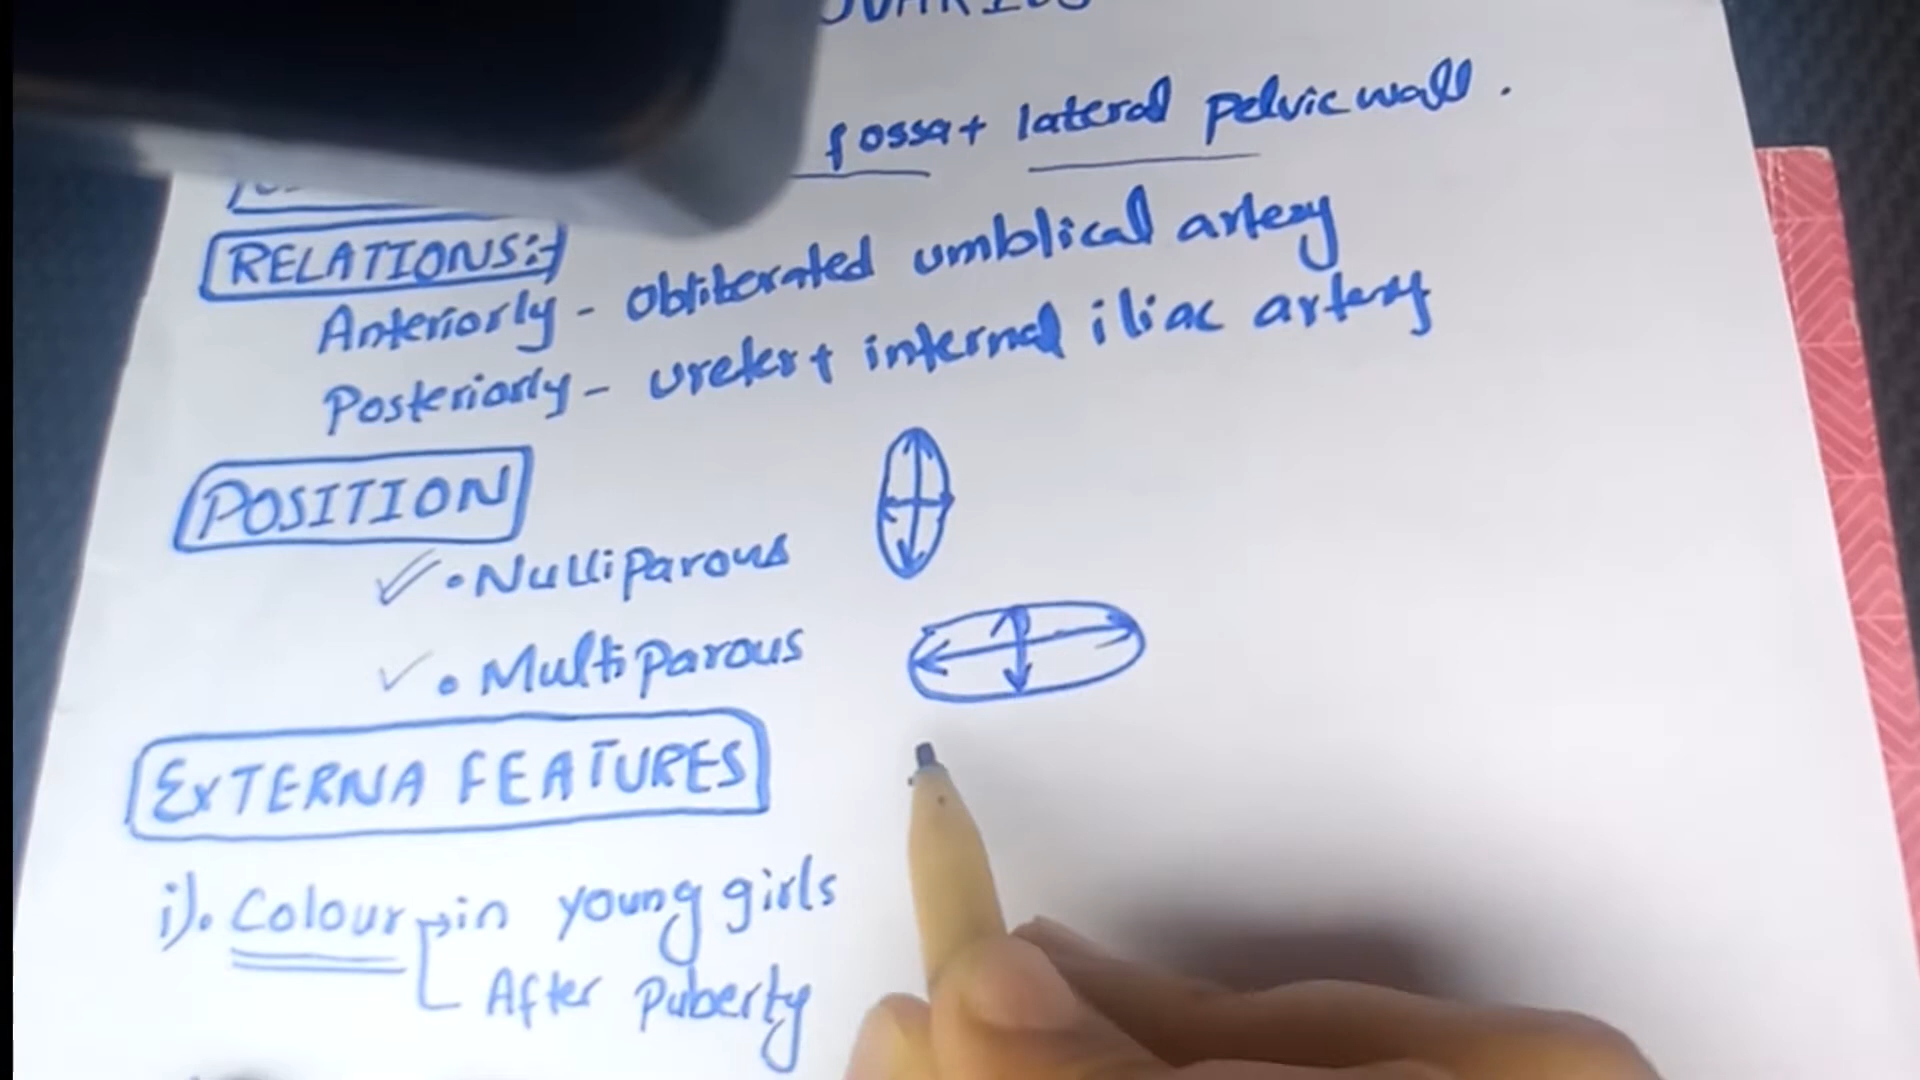 fossa + lateral pelvic wall.
RELATIONS:-
Anteriorly - Obliterated umblical artery
Posteriorly - ureter + internal iliac artery
POSITION
• Nulliparous
• Multiparous
EXTERNA FEATURES
i). Colour in young girls
After puberty